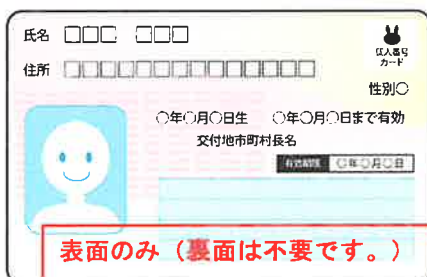 氏名 □□□ □□□
個人番号
カード
住所 □□□□□□□□□□□□□□
性別○
○年○月○日生 ○年○月○日まで有効
交付地市町村長名
有効期限 ○年○月○日
表面のみ(裏面は不要です。)